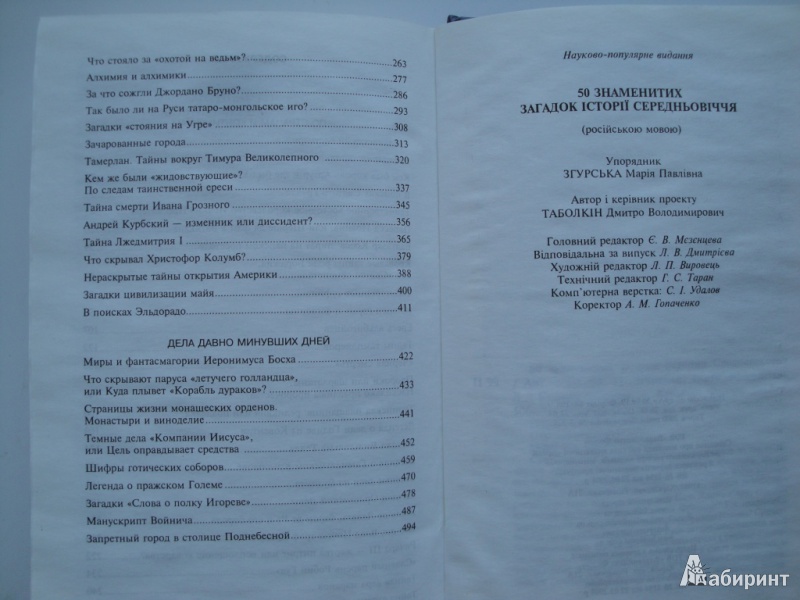 Что стояло за «охотой на ведьм»? 263
Алхимия и алхимики 277
За что сожгли Джордано Бруно? 286
Так было ли на Руси татаро-монгольское иго? 293
Загадки «стояния на Угре» 308
Зачарованные города 313
Тамерлан. Тайны вокруг Тимура Великолепного 320
Кем же были «жидовствующие»?
По следам таинственной ереси 337
Тайна смерти Ивана Грозного 345
Андрей Курбский — изменник или диссидент? 356
Тайна Лжедмитрия I 365
Что скрывал Христофор Колумб? 379
Нераскрытые тайны открытия Америки 388
Загадки цивилизации майя 400
В поисках Эльдорадо 411
ДЕЛА ДАВНО МИНУВШИХ ДНЕЙ
Миры и фантасмагории Иеронимуса Босха 422
Что скрывают паруса «летучего голландца»,
или Куда плывет «Корабль дураков»? 433
Страницы жизни монашеских орденов.
Монастыри и виноделие 441
Темные дела «Компании Иисуса»,
или Цель оправдывает средства 452
Шифры готических соборов 459
Легенда о пражском Големе 470
Загадки «Слова о полку Игореве» 478
Манускрипт Войнича 487
Запретный город в столице Поднебесной 494
Науково-популярне видання
50 ЗНАМЕНИТИХ
ЗАГАДОК ІСТОРІЇ СЕРЕДНЬОВІЧЧЯ
(російською мовою)
Упорядник
ЗГУРСЬКА Марія Павлівна
Автор і керівник проекту
ТАБОЛКІН Дмитро Володимирович
Головний редактор Є. В. Мезенцева
Відповідальна за випуск Л. В. Дмитрієва
Художній редактор Л. П. Вировець
Технічний редактор Г. С. Таран
Комп'ютерна верстка: С. І. Удалов
Коректор А. М. Гопаченко
Лабиринт